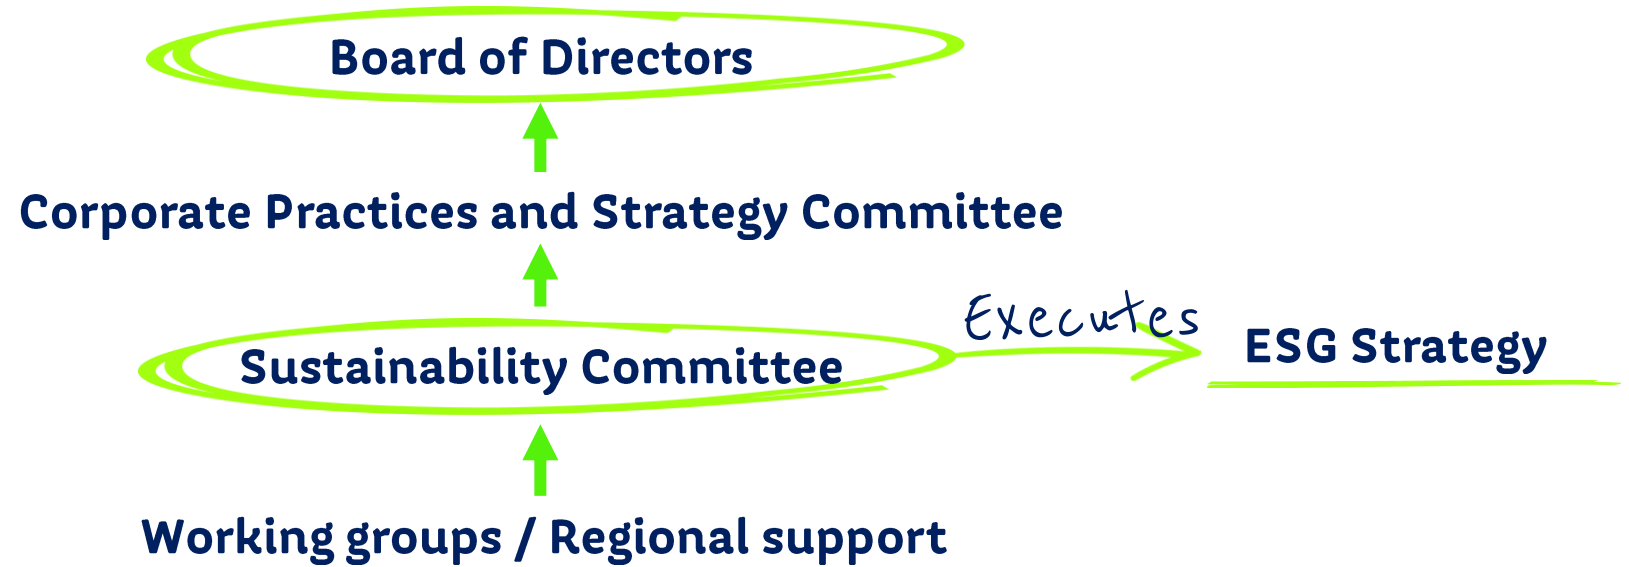 Board of Directors
Corporate Practices and Strategy Committee
Executes
Sustainability Committee
ESG Strategy
Working groups / Regional support